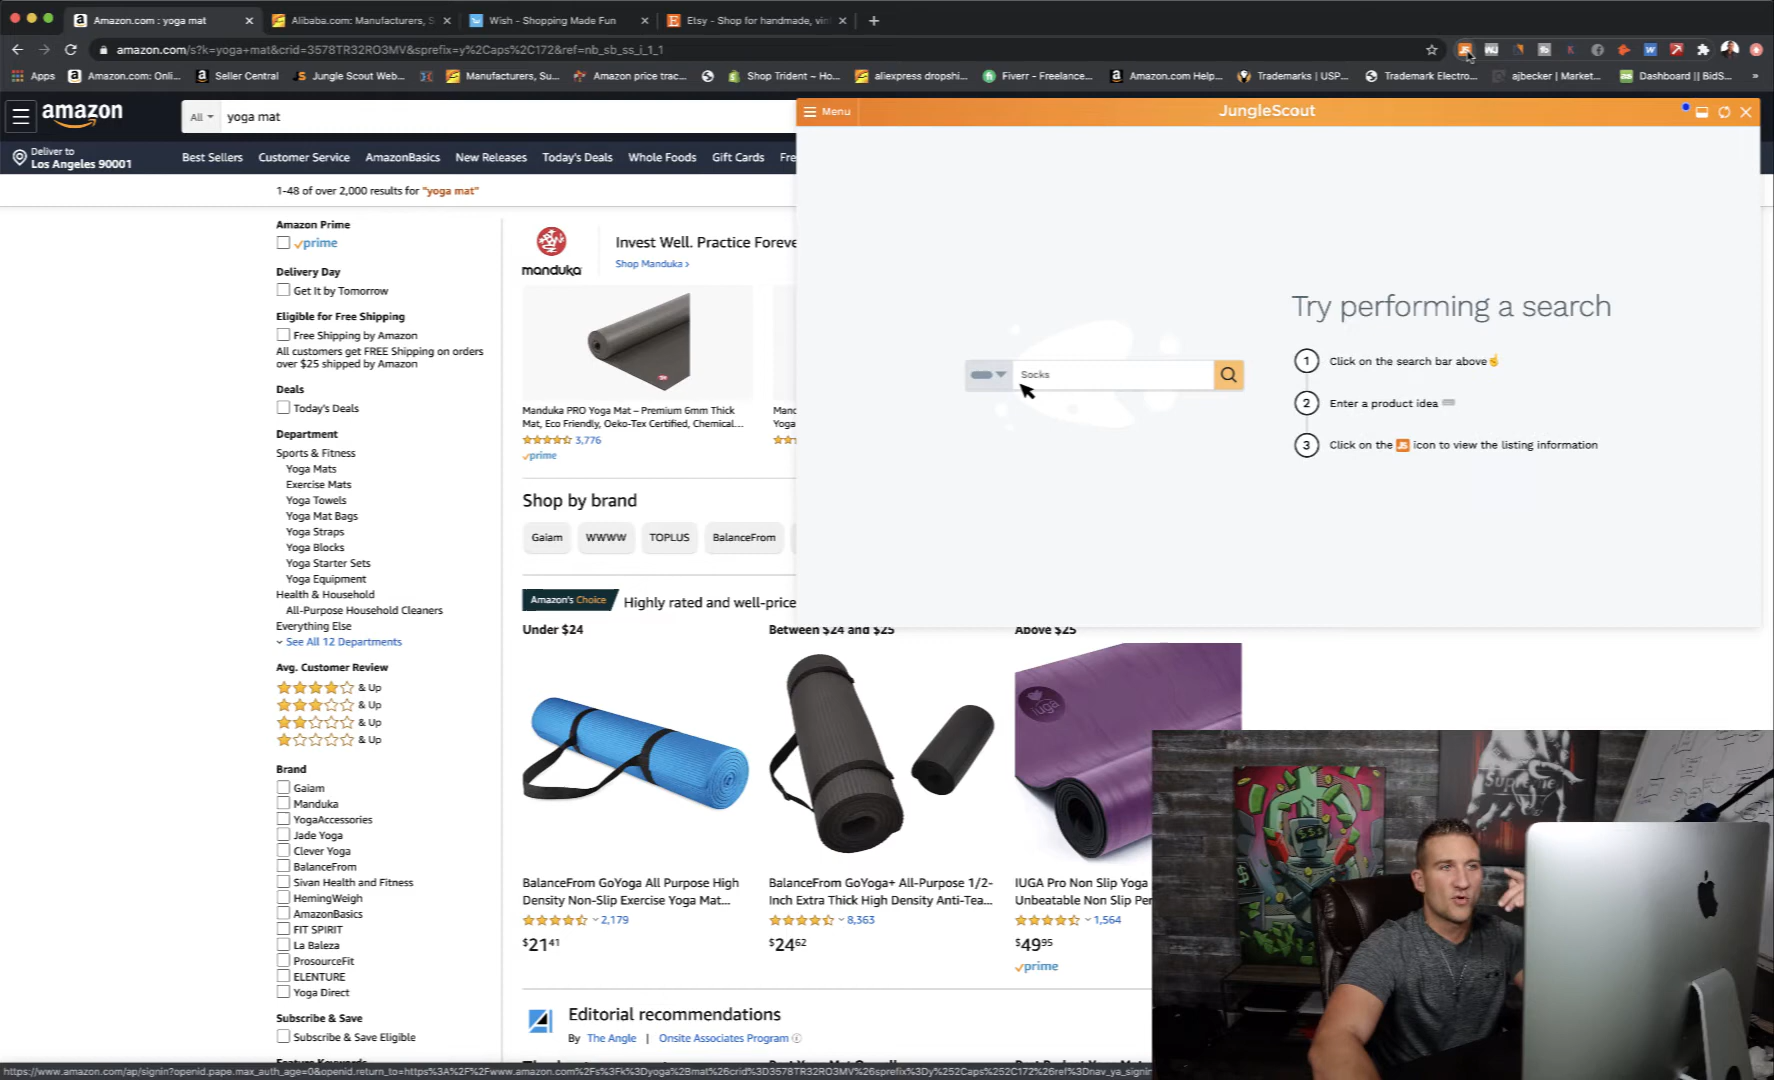 Amazon.com : yoga mat
Alibaba.com: Manufacturers, S
Wish - Shopping Made Fun
Etsy - Shop for handmade, vin
amazon.com/s?k=yoga+mat&crid=3578TR32RO3MV&sprefix=y%2Caps%2C172&ref=nb_sb_ss_i_1_1
Apps
Amazon.com: Onli...
Seller Central
Jungle Scout Web...
Manufacturers, Su...
Amazon price trac...
Shop Trident ~ Ho...
aliexpress dropshi...
Fiverr - Freelance...
Amazon.com Help...
Trademarks | USP...
Trademark Electro...
ajbecker | Market...
Dashboard || BidS...
amazon
All
yoga mat
Menu
JungleScout
Deliver to
Los Angeles 90001
Best Sellers
Customer Service
AmazonBasics
New Releases
Today's Deals
Whole Foods
Gift Cards
Fre
1-48 of over 2,000 results for "yoga mat"
Amazon Prime
prime
Delivery Day
Get It by Tomorrow
Eligible for Free Shipping
Free Shipping by Amazon
All customers get FREE Shipping on orders
over $25 shipped by Amazon
Deals
Today's Deals
Department
Sports & Fitness
Yoga Mats
Exercise Mats
Yoga Towels
Yoga Mat Bags
Yoga Straps
Yoga Blocks
Yoga Starter Sets
Yoga Equipment
Health & Household
All-Purpose Household Cleaners
Everything Else
See All 12 Departments
Avg. Customer Review
& Up
& Up
& Up
& Up
Brand
Gaiam
Manduka
YogaAccessories
Jade Yoga
Clever Yoga
BalanceFrom
Sivan Health and Fitness
HemingWeigh
AmazonBasics
FIT SPIRIT
La Baleza
ProsourceFit
ELENTURE
Yoga Direct
Subscribe & Save
Subscribe & Save Eligible
manduka
Invest Well. Practice Foreve
Shop Manduka ›
Manduka PRO Yoga Mat – Premium 6mm Thick
Mat, Eco Friendly, Oeko-Tex Certified, Chemical...
3,776
prime
Mand
Yoga
Shop by brand
Gaiam
WWWW
TOPLUS
BalanceFrom
Amazon's Choice
Highly rated and well-price
Under $24
Between $24 and $25
Above $25
Socks
Try performing a search
1 Click on the search bar above
2 Enter a product idea
3 Click on the JS icon to view the listing information
iuga
BalanceFrom GoYoga All Purpose High
Density Non-Slip Exercise Yoga Mat...
2,179
$21 41
BalanceFrom GoYoga+ All-Purpose 1/2-
Inch Extra Thick High Density Anti-Tea...
8,363
$24 62
IUGA Pro Non Slip Yoga
Unbeatable Non Slip Per
1,564
$49 95
prime
Editorial recommendations
By The Angle | Onsite Associates Program
Supreme